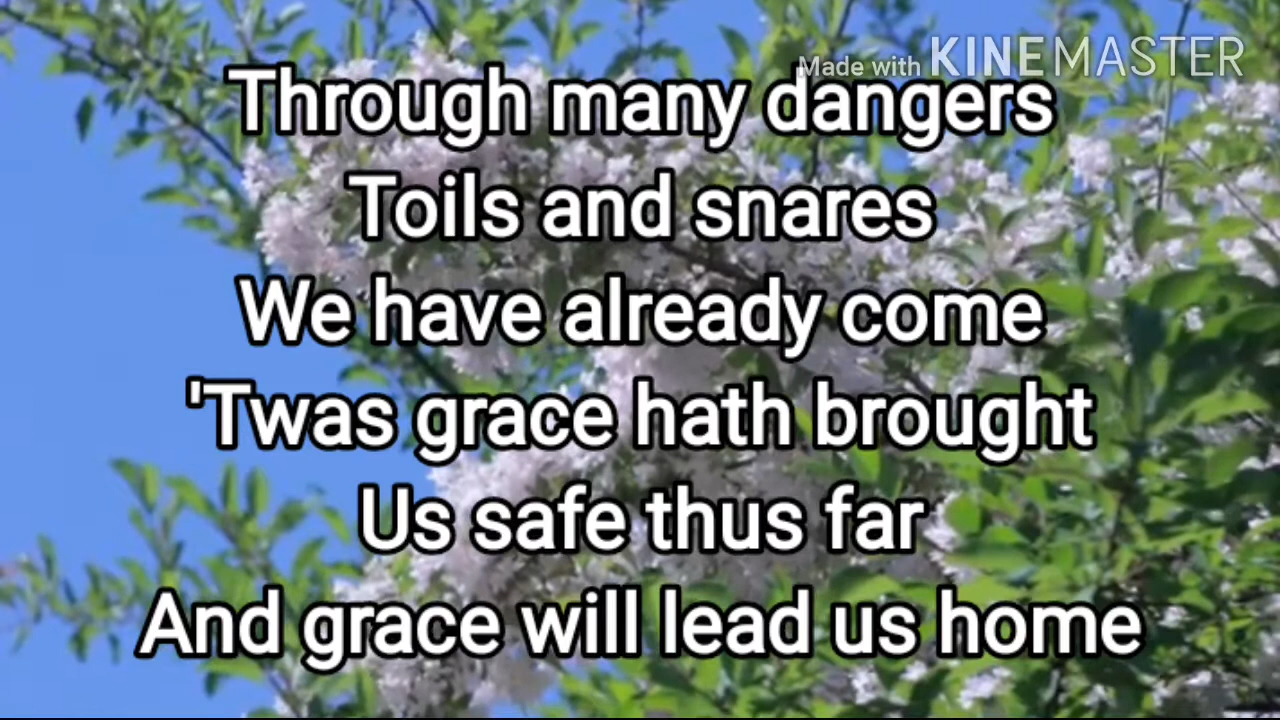 Made with KINEMASTER
Through many dangers
Toils and snares
We have already come
'Twas grace hath brought
Us safe thus far
And grace will lead us home